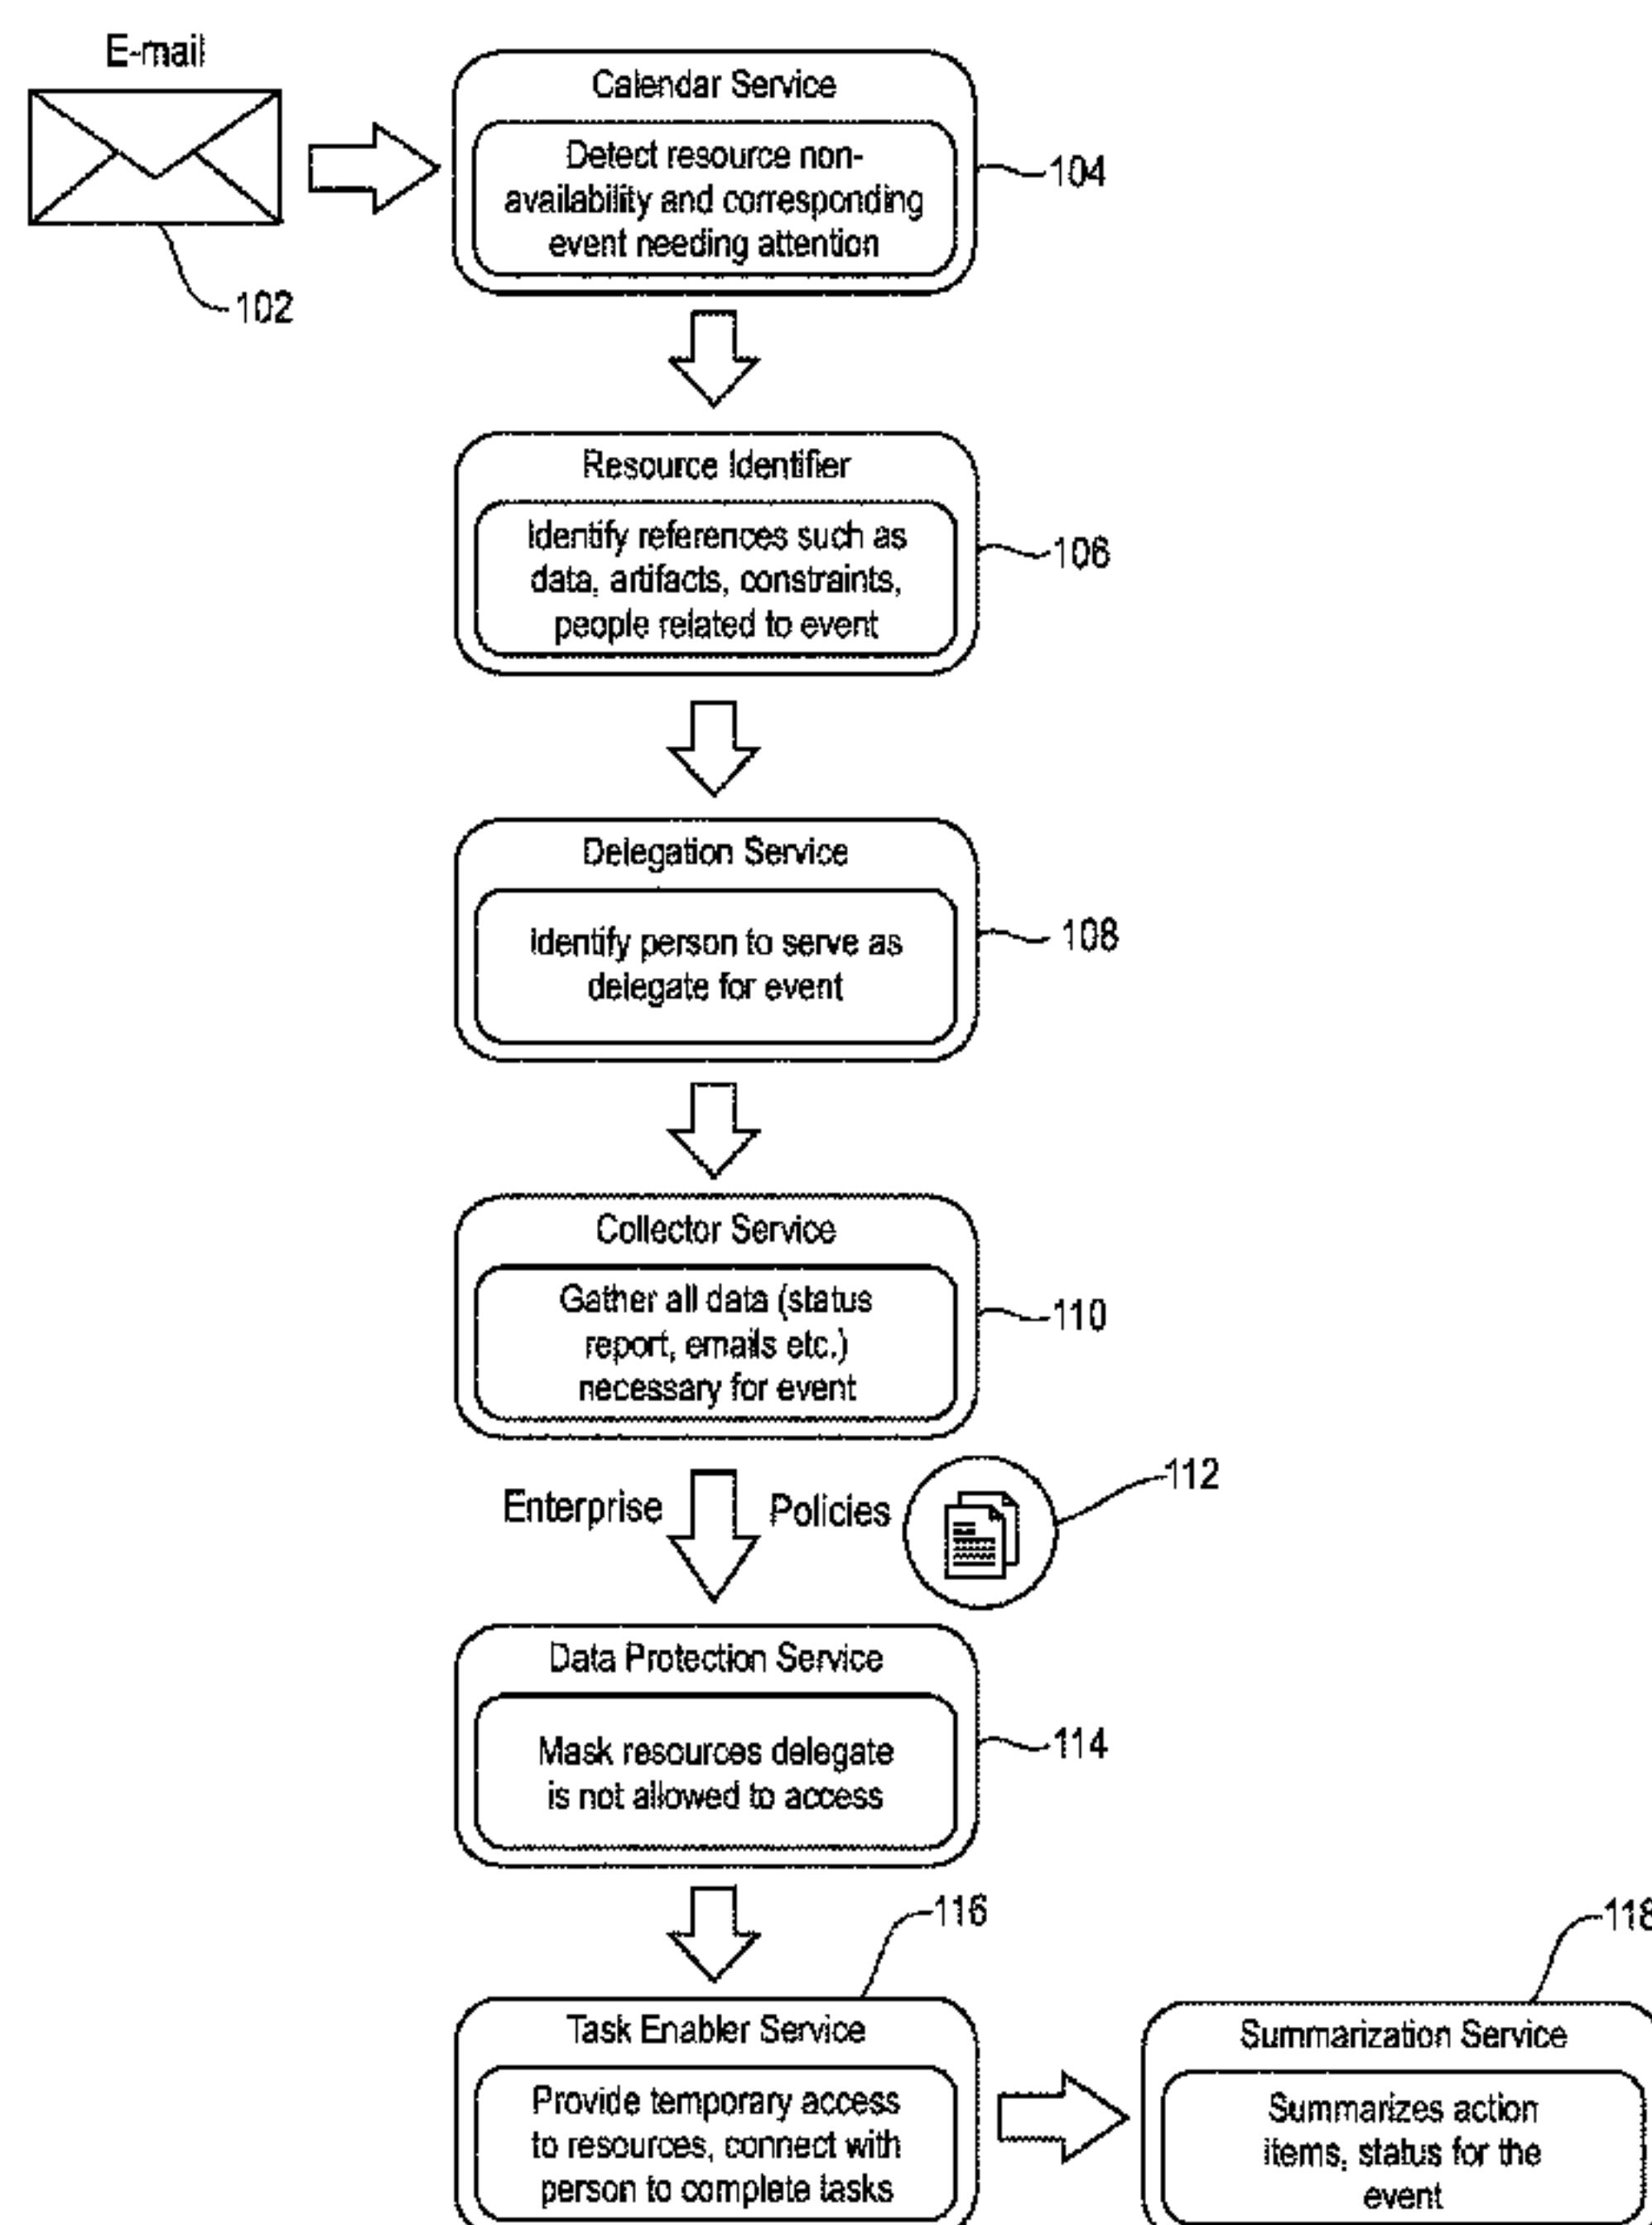 E-mail
102
Calendar Service
Detect resource non-
availability and corresponding
event needing attention
104
Resource Identifier
Identify references such as
data, artifacts, constraints,
people related to event
106
Delegation Service
Identify person to serve as
delegate for event
108
Collector Service
Gather all data (status
report, emails etc.)
necessary for event
110
Enterprise Policies
112
Data Protection Service
Mask resources delegate
is not allowed to access
114
116
Task Enabler Service
Provide temporary access
to resources, connect with
person to complete tasks
118
Summarization Service
Summarizes action
items, status for the
event